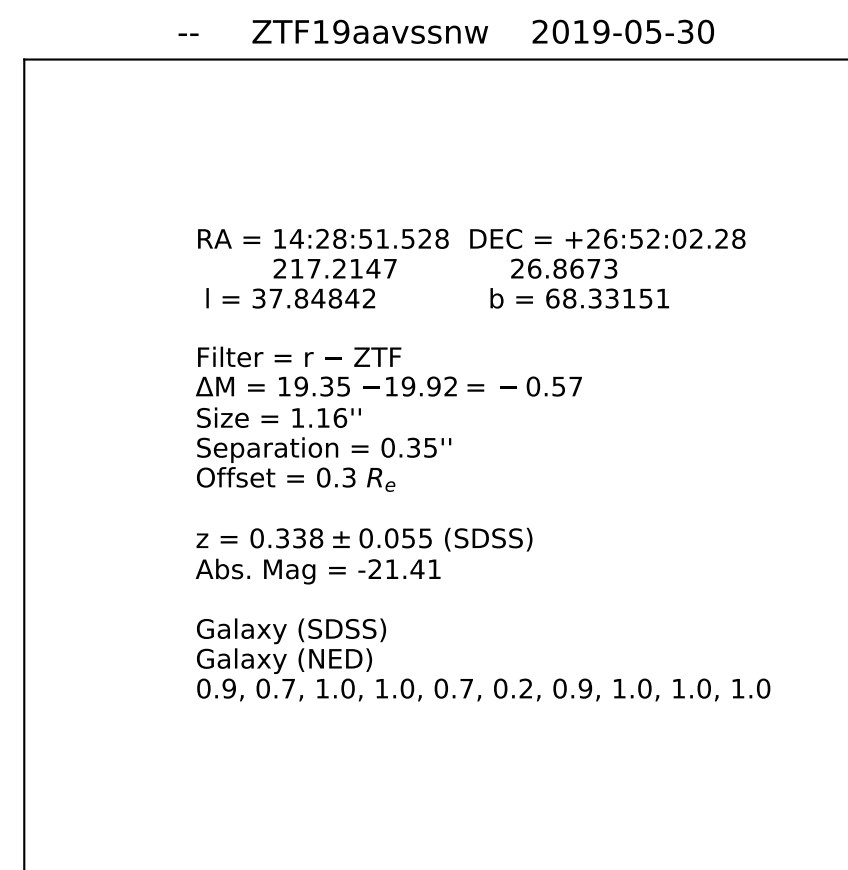 -- ZTF19aavssnw 2019-05-30
RA = 14:28:51.528 DEC = +26:52:02.28
217.2147 26.8673
l = 37.84842 b = 68.33151
Filter = r − ZTF
ΔM = 19.35 −19.92 = − 0.57
Size = 1.16''
Separation = 0.35''
Offset = 0.3 Re
z = 0.338 ± 0.055 (SDSS)
Abs. Mag = -21.41
Galaxy (SDSS)
Galaxy (NED)
0.9, 0.7, 1.0, 1.0, 0.7, 0.2, 0.9, 1.0, 1.0, 1.0